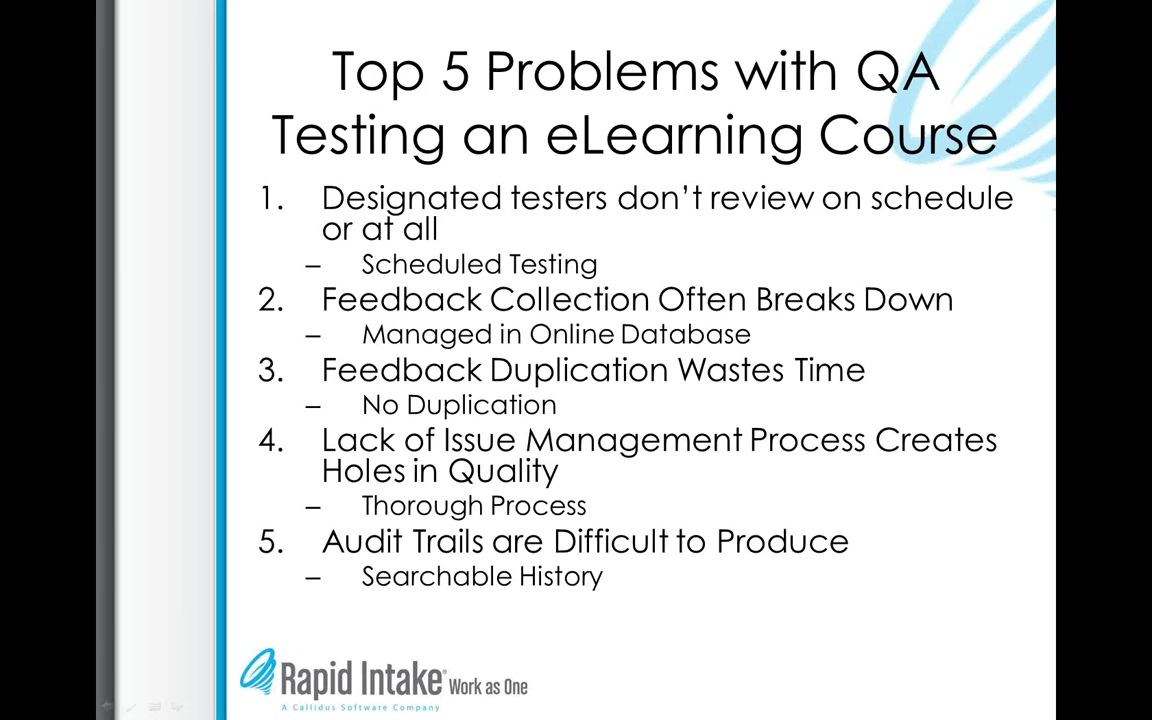 Top 5 Problems with QA
Testing an eLearning Course
1. Designated testers don't review on schedule
or at all
– Scheduled Testing
2. Feedback Collection Often Breaks Down
– Managed in Online Database
3. Feedback Duplication Wastes Time
– No Duplication
4. Lack of Issue Management Process Creates
Holes in Quality
– Thorough Process
5. Audit Trails are Difficult to Produce
– Searchable History
Rapid Intake® Work as One
A Callidus Software Company